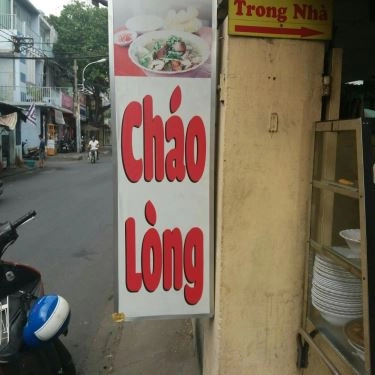 Trong Nhà
Cháo
Lòng